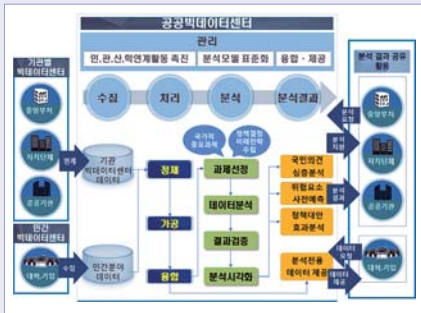 공공빅데이터센터
관리
민,관,산,학연계활동 촉진
분석모델 표준화
융합 - 제공
수집
처리
분석
분석결과
기관별
빅데이터센터
중앙부처
자치단체
공공기관
민간
빅데이터센터
대학,기업
연계
수집
기관
빅데이터센터
데이터
민간분야
데이터
정제
가공
융합
국가적
중요과제
정책결정
미래전략
수립
과제선정
데이터분석
결과검증
분석시각화
국민의견
심층분석
위험요소
사전예측
정책대안
효과분석
분석전용
데이터 제공
분석 결과 공유
활용
분석
요청
분석
지원
분석
결과
데이터
요청
데이터
제공
중앙부처
자치단체
공공기관
대학,기업